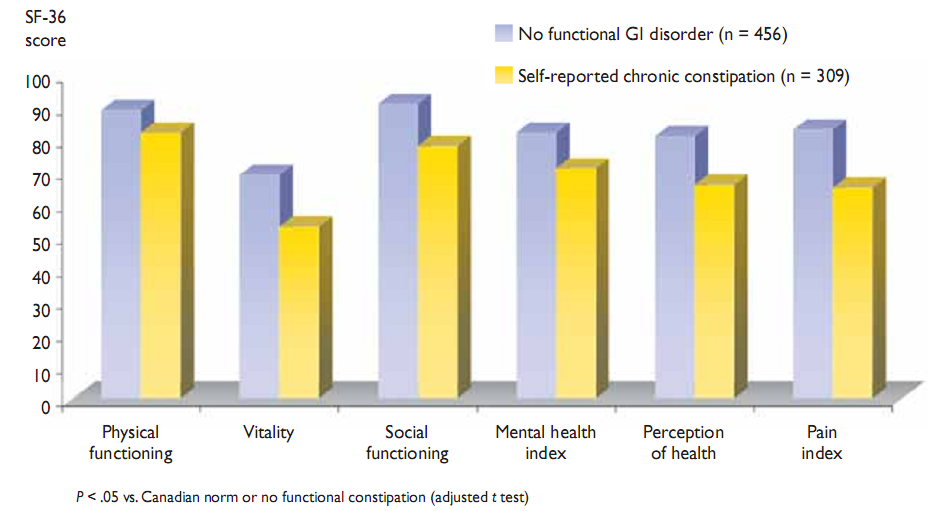 SF-36
score
No functional GI disorder (n = 456)
Self-reported chronic constipation (n = 309)
100
90
80
70
60
50
40
30
20
10
0
Physical
functioning
Vitality
Social
functioning
Mental health
index
Perception
of health
Pain
index
P < .05 vs. Canadian norm or no functional constipation (adjusted t test)